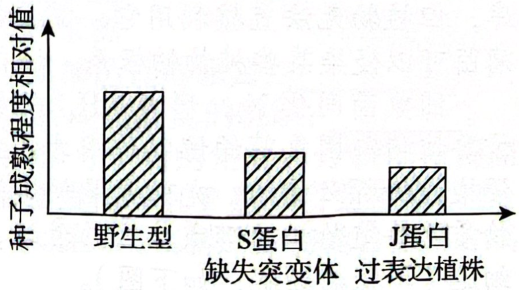 种子成熟程度相对值
野生型
S蛋白
缺失突变体
J蛋白
过表达植株